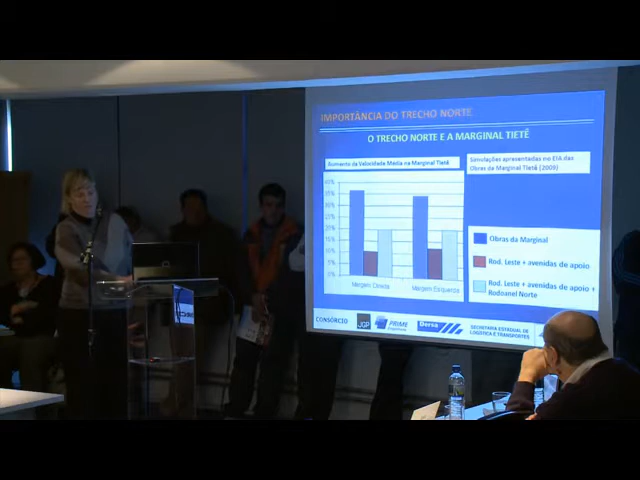 IMPORTÂNCIA DO TRECHO NORTE
O TRECHO NORTE E A MARGINAL TIETÊ
Aumento da Velocidade Média na Marginal Tietê
Simulações apresentadas no EIA das
Obras da Marginal Tietê (2009)
Obras da Marginal
Rod. Leste + avenidas de apoio
Rod. Leste + avenidas de apoio +
Rodoanel Norte
Margem Direita
Margem Esquerda
CONSÓRCIO
JGP
PRIME
Dersa
SECRETARIA ESTADUAL DE
LOGÍSTICA E TRANSPORTES